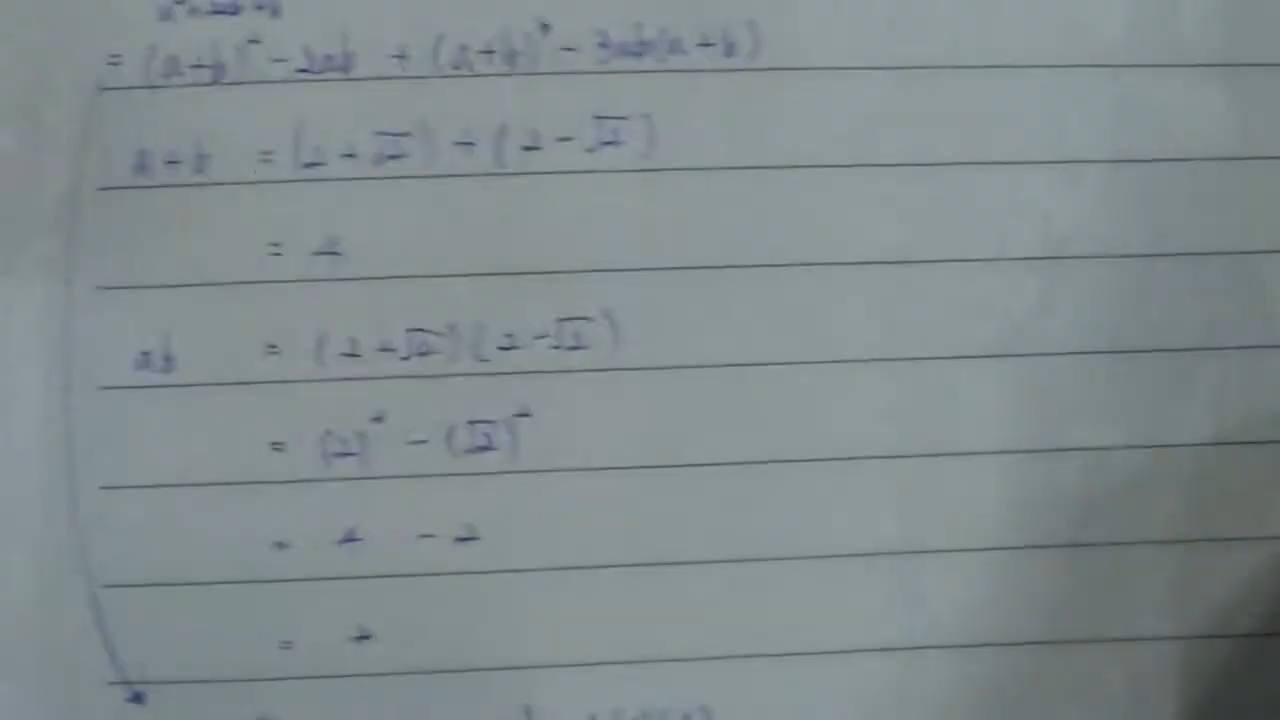 = (a+b)² - 2ab + (a+b)³ - 3ab(a+b)
a+b = (2+√2) + (2-√2)
= 4
ab = (2+√2)(2-√2)
= (2)² - (√2)²
= 4 - 2
= 2